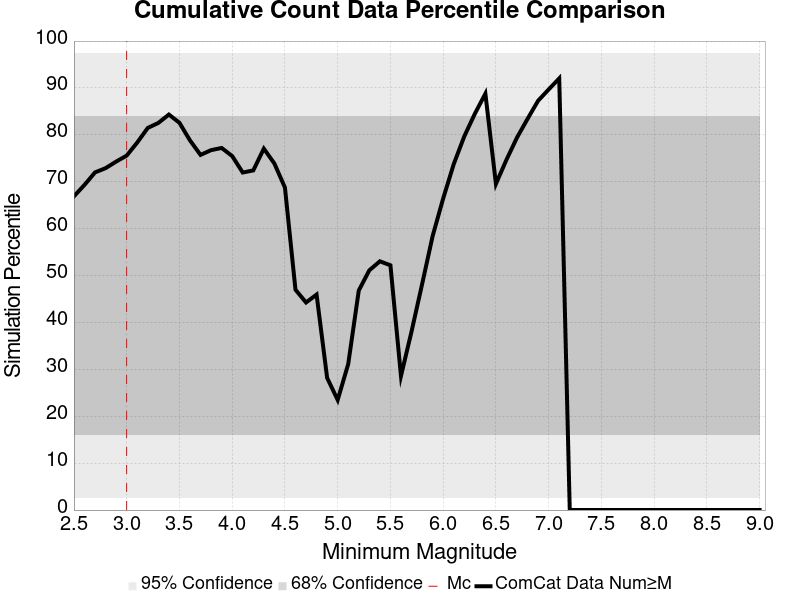 Cumulative Count Data Percentile Comparison
100
90
80
70
60
50
40
30
20
10
0
Simulation Percentile
2.5 3.0 3.5 4.0 4.5 5.0 5.5 6.0 6.5 7.0 7.5 8.0 8.5 9.0
Minimum Magnitude
95% Confidence 68% Confidence Mc ComCat Data Num≥M